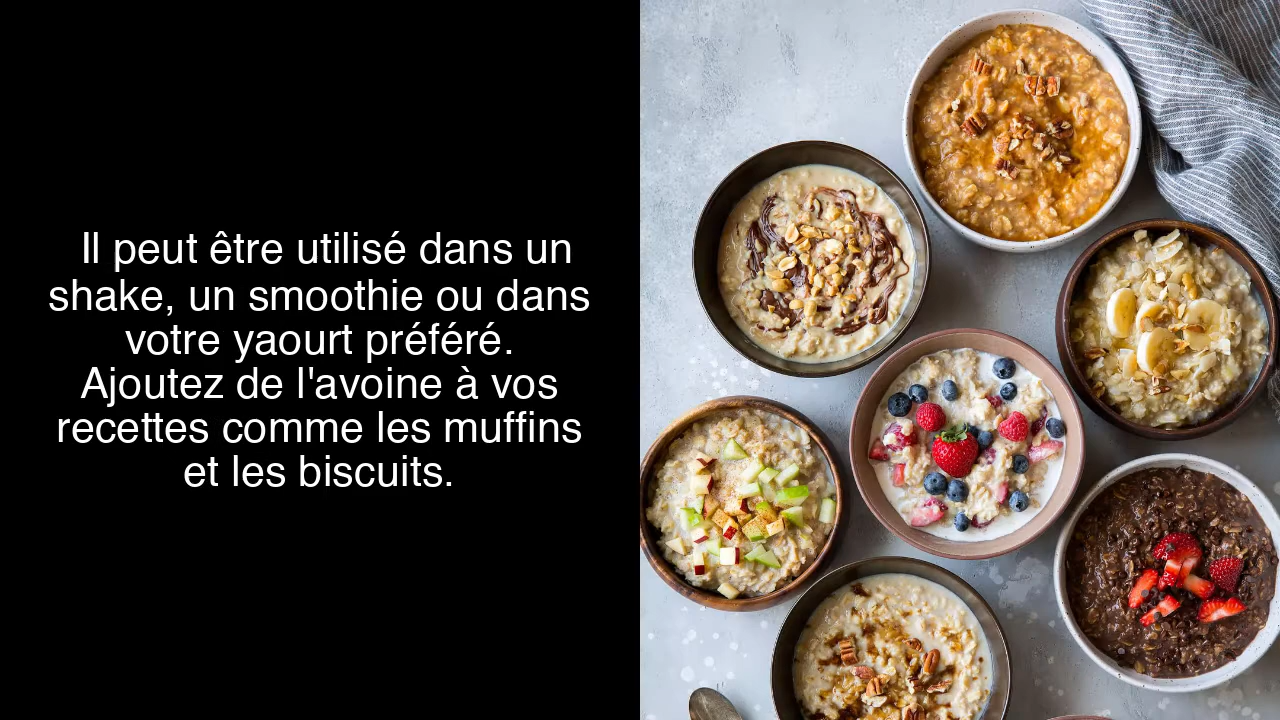 Il peut être utilisé dans un
shake, un smoothie ou dans
votre yaourt préféré.
Ajoutez de l'avoine à vos
recettes comme les muffins
et les biscuits.